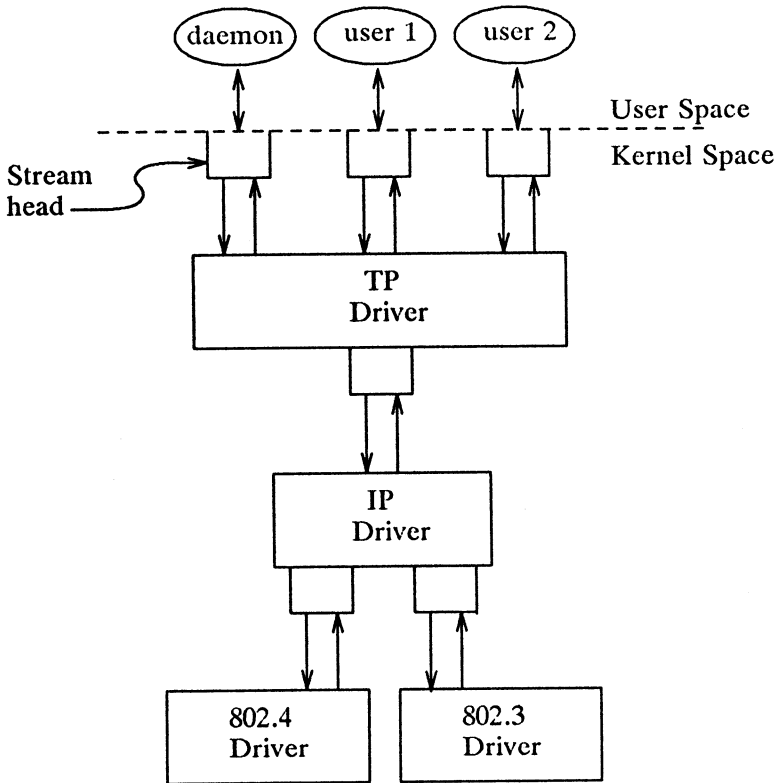 daemon
user 1
user 2
User Space
Kernel Space
Stream
head
TP
Driver
IP
Driver
802.4
Driver
802.3
Driver